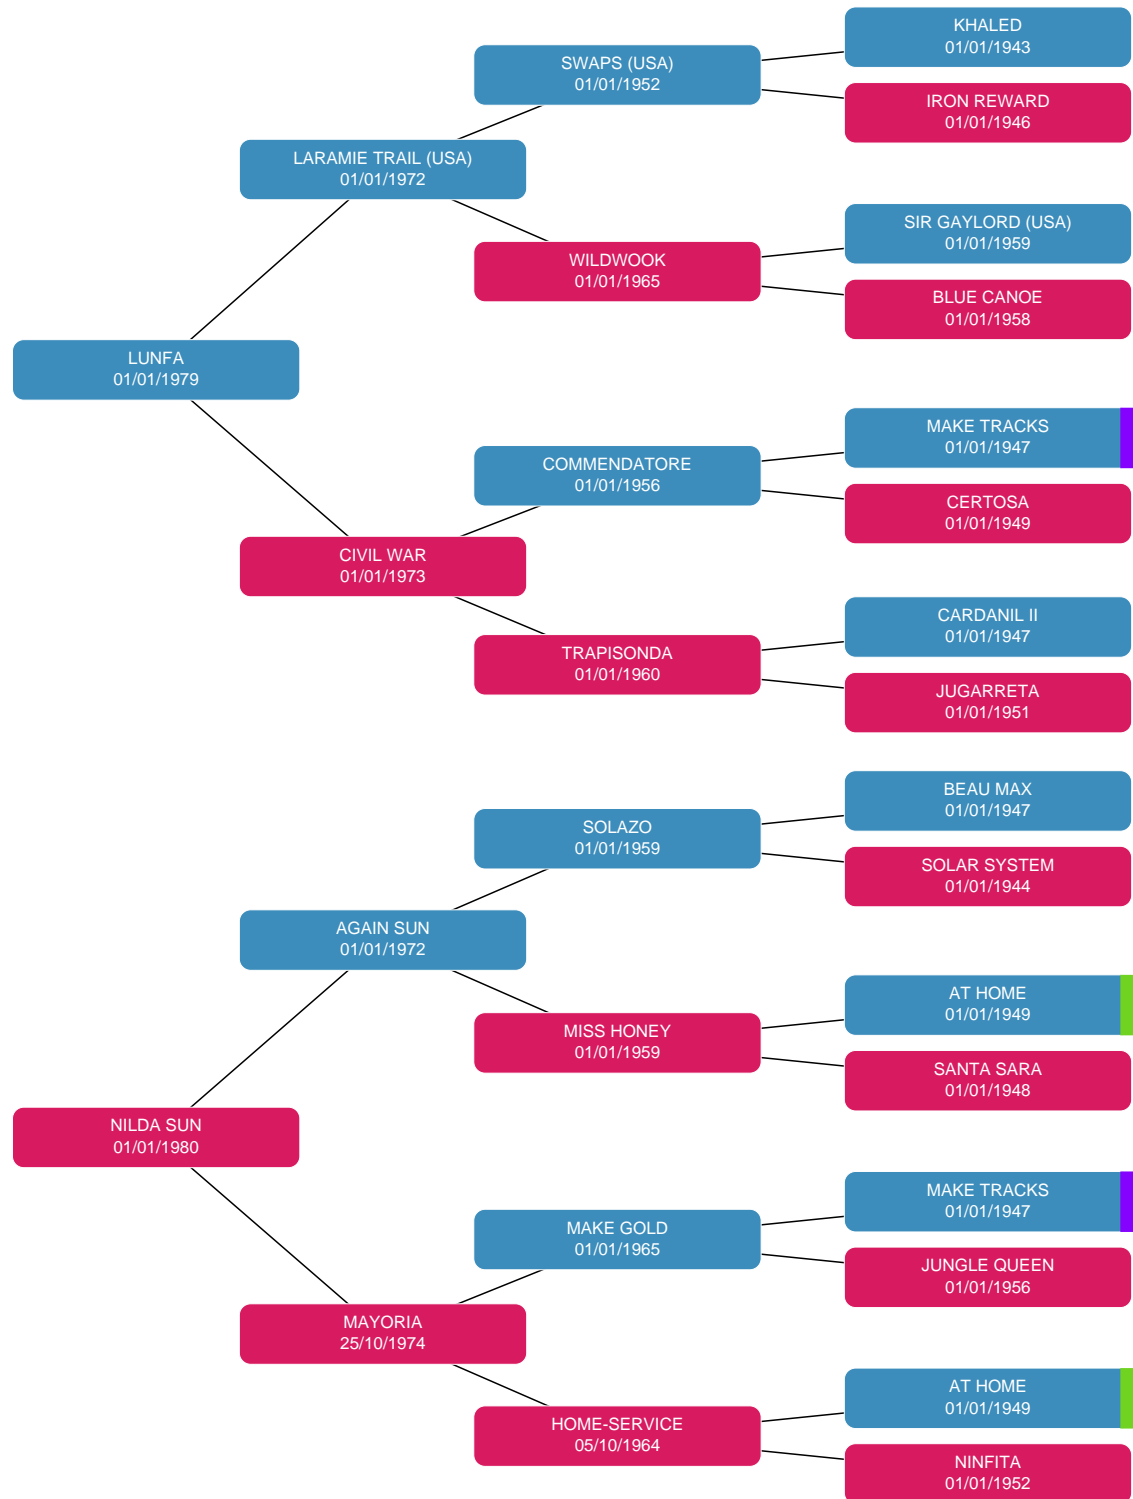 KHALED
01/01/1943
SWAPS (USA)
01/01/1952
IRON REWARD
01/01/1946
LARAMIE TRAIL (USA)
01/01/1972
SIR GAYLORD (USA)
01/01/1959
WILDWOOK
01/01/1965
BLUE CANOE
01/01/1958
LUNFA
01/01/1979
MAKE TRACKS
01/01/1947
COMMENDATORE
01/01/1956
CERTOSA
01/01/1949
CIVIL WAR
01/01/1973
CARDANIL II
01/01/1947
TRAPISONDA
01/01/1960
JUGARRETA
01/01/1951
BEAU MAX
01/01/1947
SOLAZO
01/01/1959
SOLAR SYSTEM
01/01/1944
AGAIN SUN
01/01/1972
AT HOME
01/01/1949
MISS HONEY
01/01/1959
SANTA SARA
01/01/1948
NILDA SUN
01/01/1980
MAKE TRACKS
01/01/1947
MAKE GOLD
01/01/1965
JUNGLE QUEEN
01/01/1956
MAYORIA
25/10/1974
AT HOME
01/01/1949
HOME-SERVICE
05/10/1964
NINFITA
01/01/1952